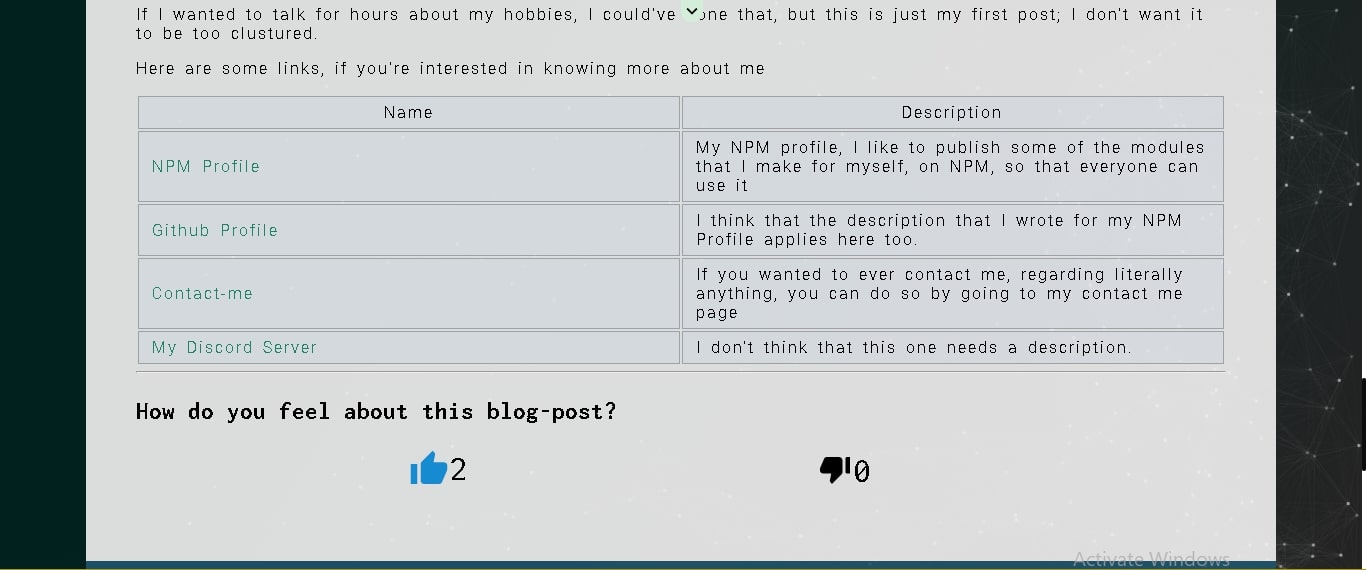 If I wanted to talk for hours about my hobbies, I could've one that, but this is just my first post; I don't want it
to be too clustured.
Here are some links, if you're interested in knowing more about me
Name
Description
NPM Profile
My NPM profile, I like to publish some of the modules
that I make for myself, on NPM, so that everyone can
use it
Github Profile
I think that the description that I wrote for my NPM
Profile applies here too.
Contact-me
If you wanted to ever contact me, regarding literally
anything, you can do so by going to my contact me
page
My Discord Server
I don't think that this one needs a description.
How do you feel about this blog-post?
2
0
Activate Windows